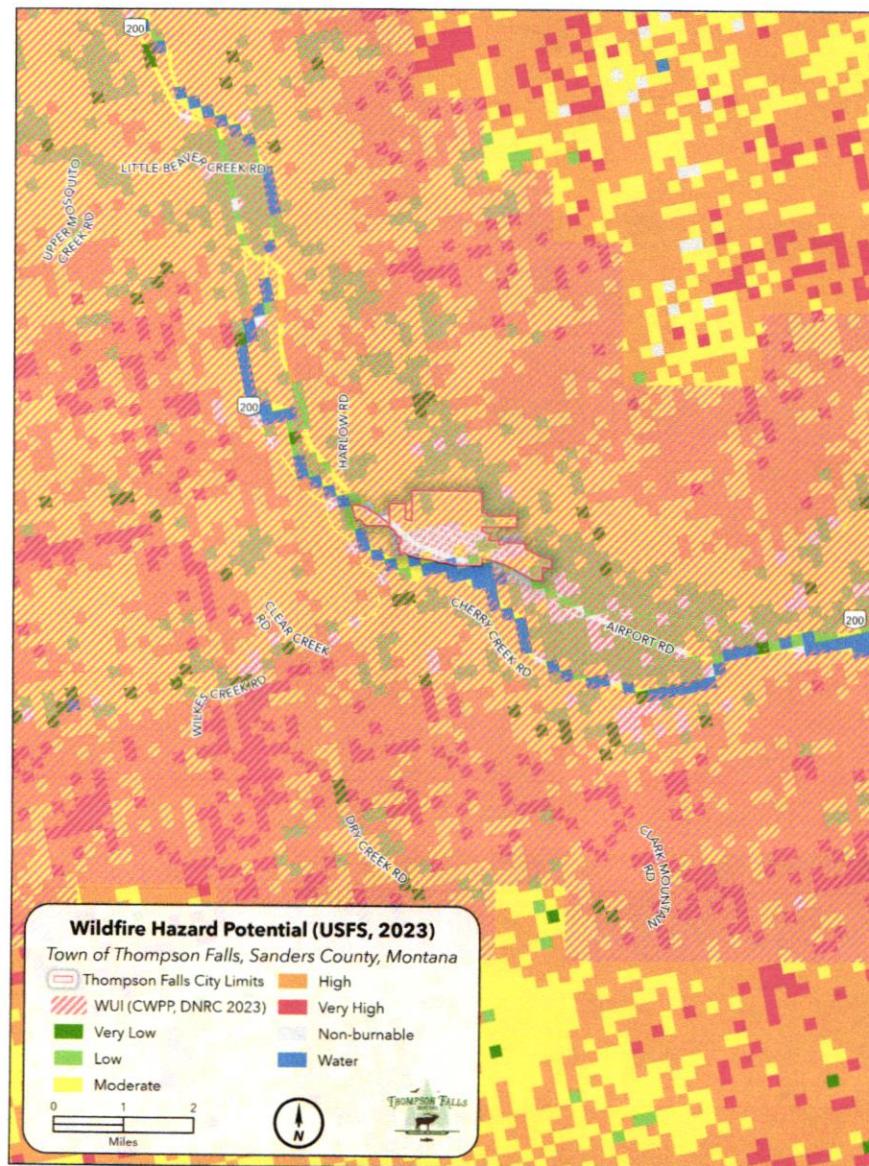 200
LITTLE BEAVER CREEK RD
UPPER MOSQUITO
CREEK RD
200
HARLOW RD
CLEAR CREEK
RD
CHERRY CREEK RD
AIRPORT RD
200
WILKES CREEK RD
DRY CREEK RD
CLARK MOUNTAIN
RD
Wildfire Hazard Potential (USFS, 2023)
Town of Thompson Falls, Sanders County, Montana
Thompson Falls City Limits
WUI (CWPP, DNRC 2023)
Very Low
Low
Moderate
High
Very High
Non-burnable
Water
0 1 2
Miles
N
THOMPSON FALLS